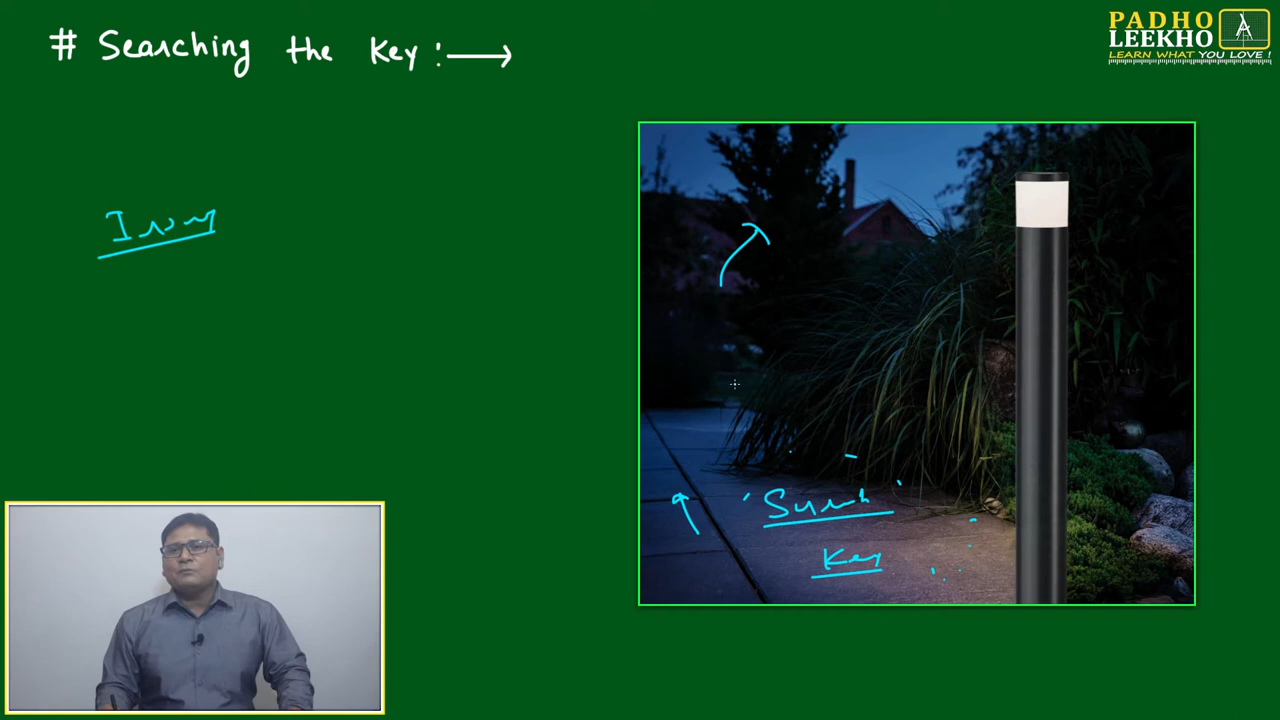 # Searching the Key :→
PADHO
LEEKHO
LEARN WHAT YOU LOVE !
Key